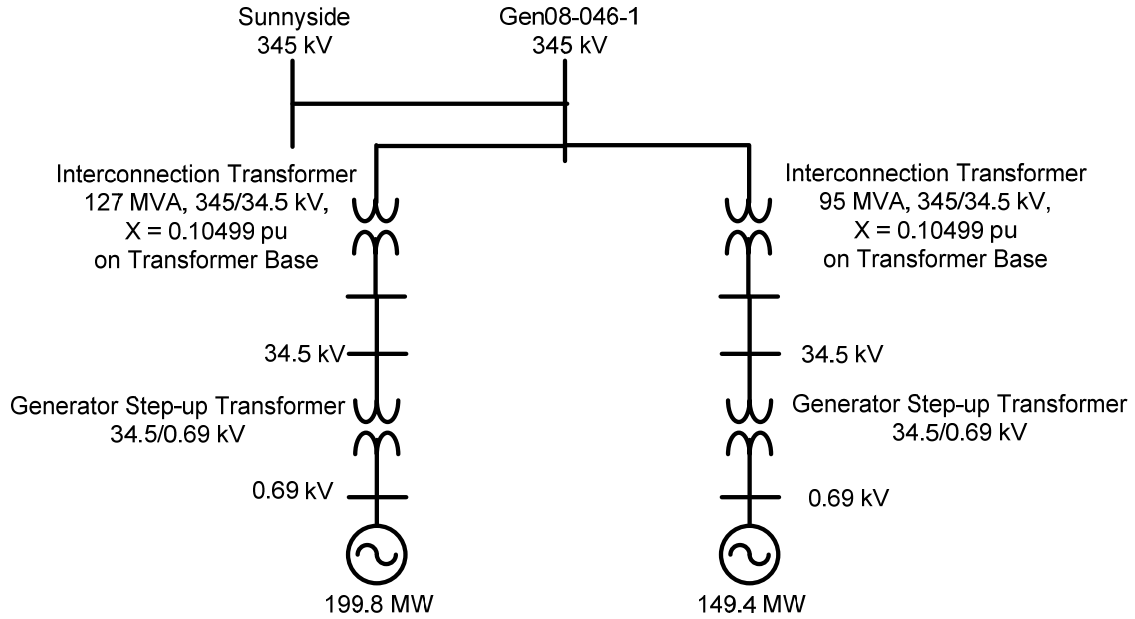 Sunnyside
345 kV
Gen08-046-1
345 kV
Interconnection Transformer
127 MVA, 345/34.5 kV,
X = 0.10499 pu
on Transformer Base
Interconnection Transformer
95 MVA, 345/34.5 kV,
X = 0.10499 pu
on Transformer Base
34.5 kV
34.5 kV
Generator Step-up Transformer
34.5/0.69 kV
Generator Step-up Transformer
34.5/0.69 kV
0.69 kV
0.69 kV
199.8 MW
149.4 MW